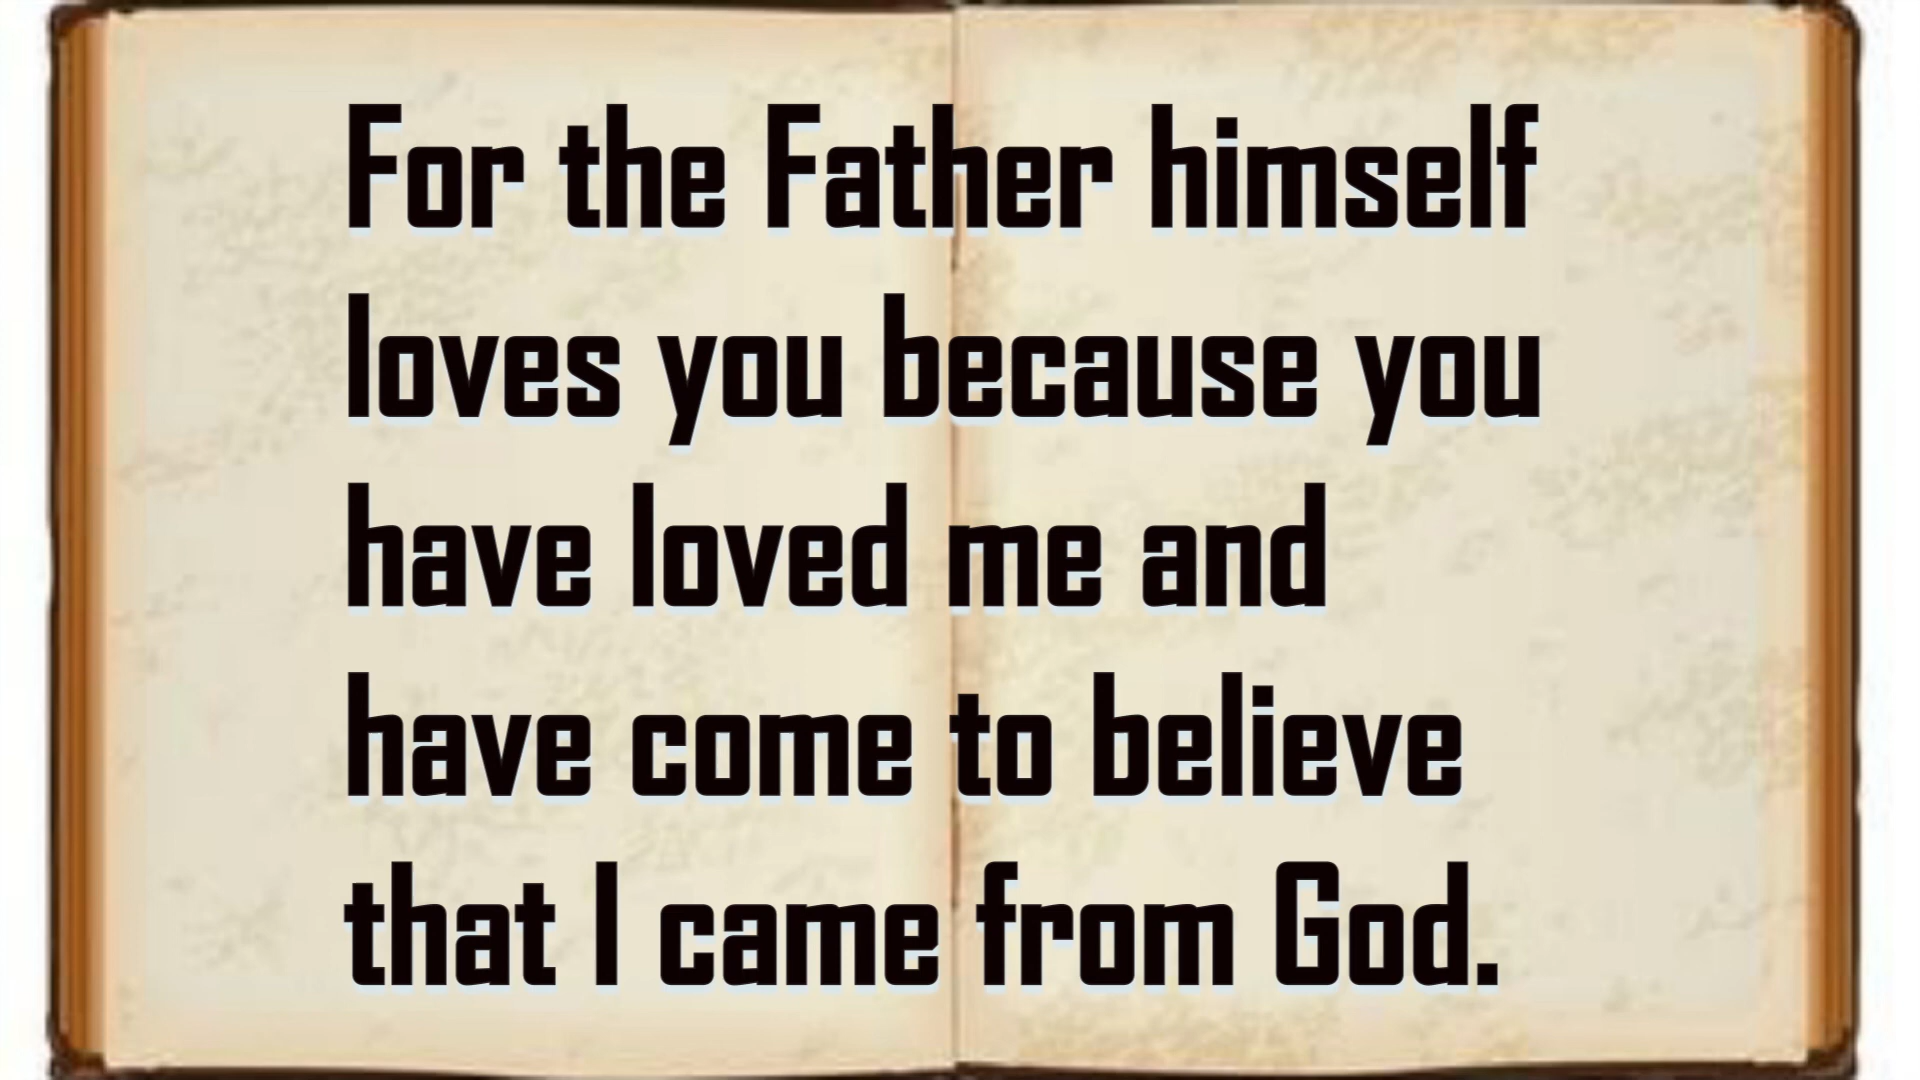 For the Father himself
loves you because you
have loved me and
have come to believe
that I came from God.